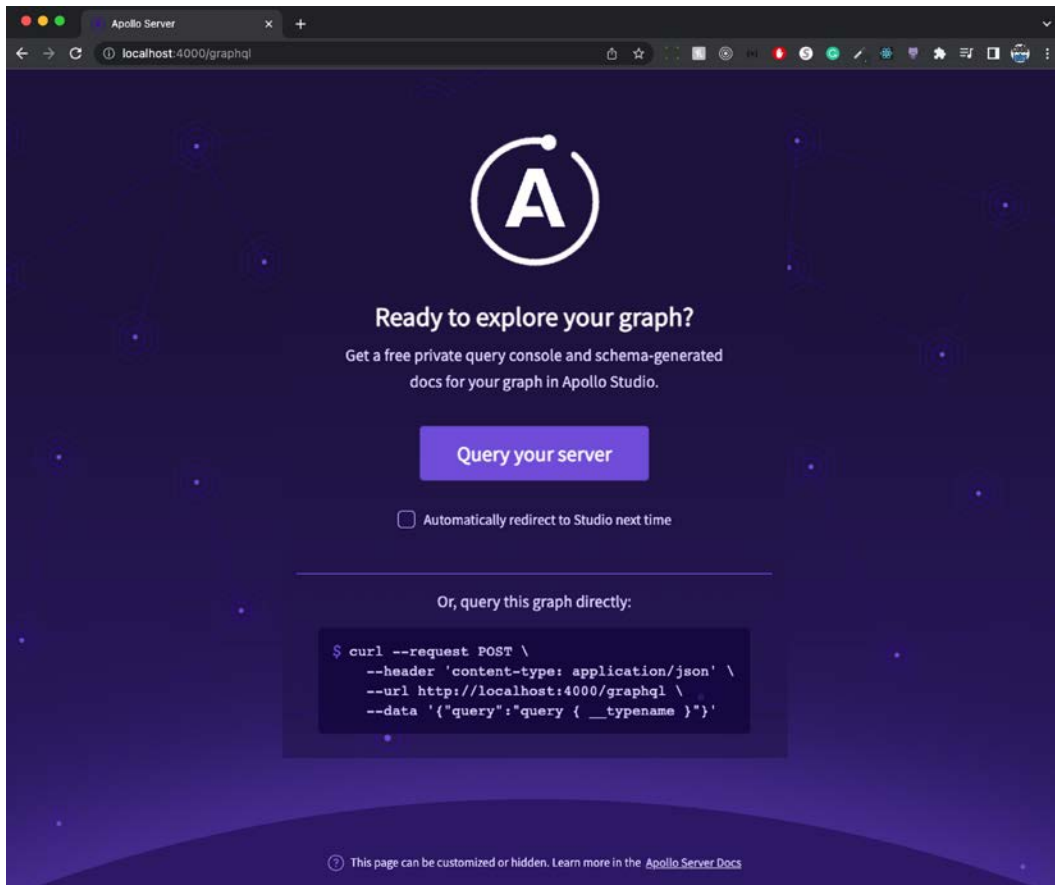 Apollo Server
localhost:4000/graphql
A
Ready to explore your graph?
Get a free private query console and schema-generated
docs for your graph in Apollo Studio.
Query your server
Automatically redirect to Studio next time
Or, query this graph directly:
$ curl --request POST \
--header 'content-type: application/json' \
--url http://localhost:4000/graphql \
--data '{"query":"query { __typename }"}'
? This page can be customized or hidden. Learn more in the Apollo Server Docs